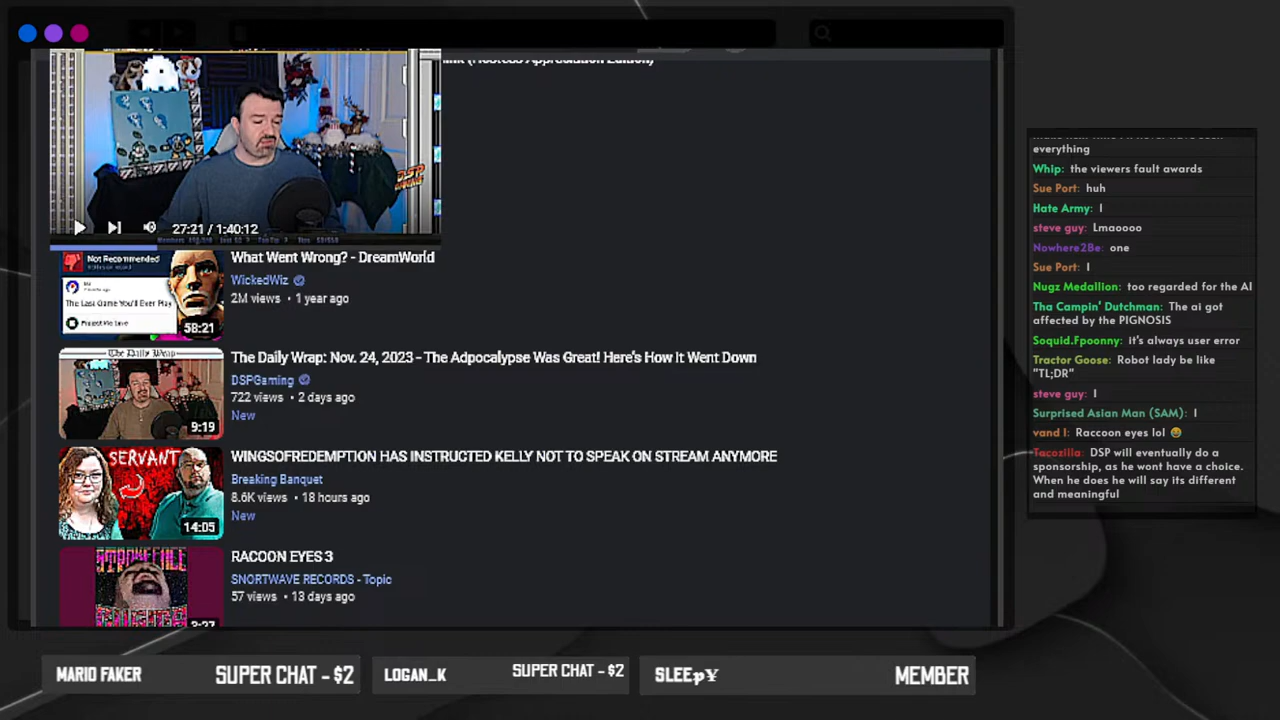 27:21 / 1:40:12
Not Recommended
The Last Game You'll Ever Play
58:21
What Went Wrong? - DreamWorld
WickedWiz
2M views • 1 year ago
The Daily Wrap
9:19
The Daily Wrap: Nov. 24, 2023 - The Adpocalypse Was Great! Here's How It Went Down
DSPGaming
722 views • 2 days ago
New
SERVANT
14:05
WINGSOFREDEMPTION HAS INSTRUCTED KELLY NOT TO SPEAK ON STREAM ANYMORE
Breaking Banquet
8.6K views • 18 hours ago
New
RACOON EYES 3
SNORTWAVE RECORDS - Topic
57 views • 13 days ago
everything
Whip: the viewers fault awards
Sue Port: huh
Hate Army: I
steve guy: Lmaoooo
Nowhere2Be: one
Sue Port: I
Nugz Medallion: too regarded for the AI
Tha Campin' Dutchman: The ai got
affected by the PIGNOSIS
Soquid.Fpoonny: it's always user error
Tractor Goose: Robot lady be like
"TL;DR"
steve guy: I
Surprised Asian Man (SAM): I
vand I: Raccoon eyes lol 😂
Tacozilla: DSP will eventually do a
sponsorship, as he wont have a choice.
When he does he will say its different
and meaningful
MARIO FAKER SUPER CHAT - $2
LOGAN_K SUPER CHAT - $2
SLEEp¥ MEMBER